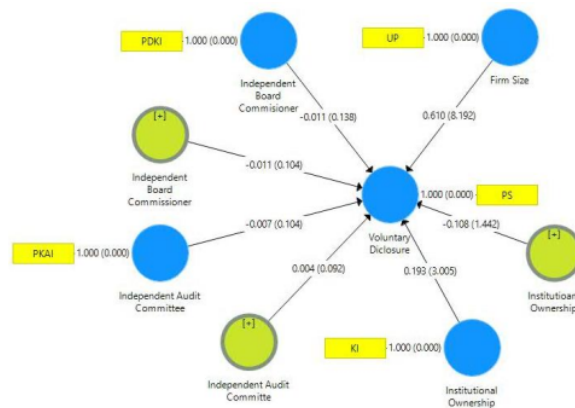 PDKI
1.000 (0.000)
Independent
Board
Commisioner
UP
1.000 (0.000)
Firm Size
-0.011 (0.138)
0.610 (8.192)
[+]
Independent
Board
Commissioner
-0.011 (0.104)
1.000 (0.000)
PS
Voluntary
Diclosure
-0.007 (0.104)
-0.108 (1.442)
PKAI
1.000 (0.000)
Independent Audit
Committee
[+]
Institutioanl
Ownership
0.004 (0.092)
0.193 (3.005)
[+]
Independent Audit
Committe
KI
1.000 (0.000)
Institutional
Ownership